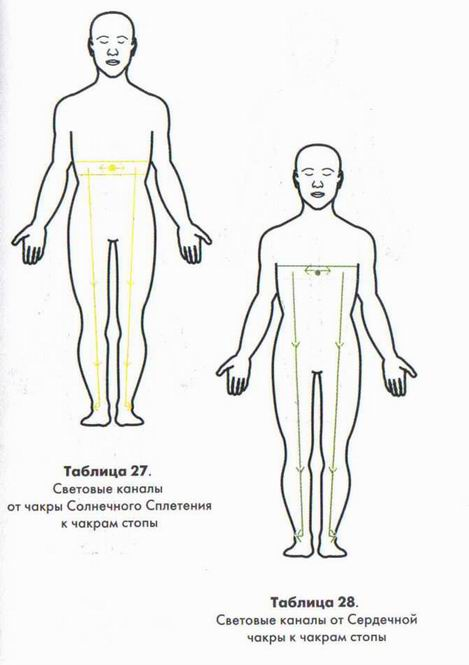 Таблица 27.
Световые каналы
от чакры Солнечного Сплетения
к чакрам стопы
Таблица 28.
Световые каналы от Сердечной
чакры к чакрам стопы